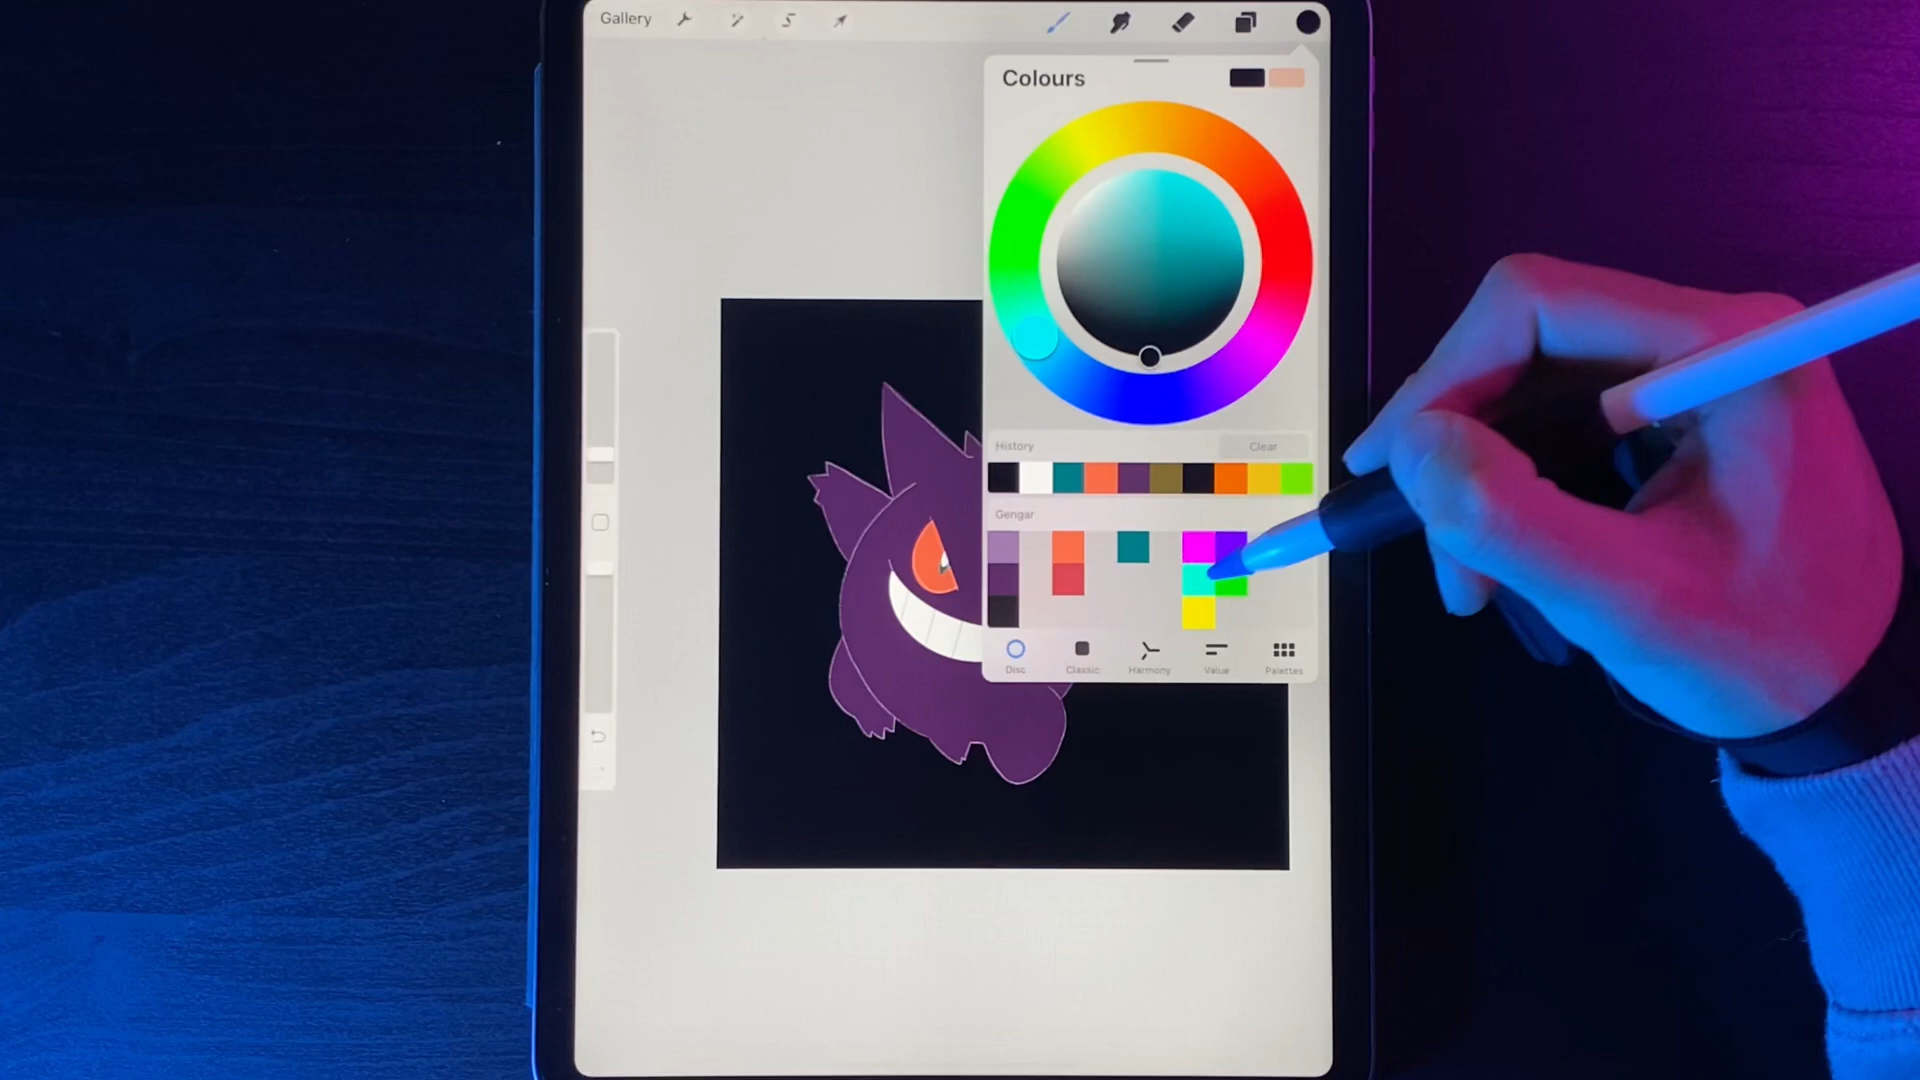 Gallery
Colours
History Clear
Gengar
Disc Classic Harmony Value Palettes